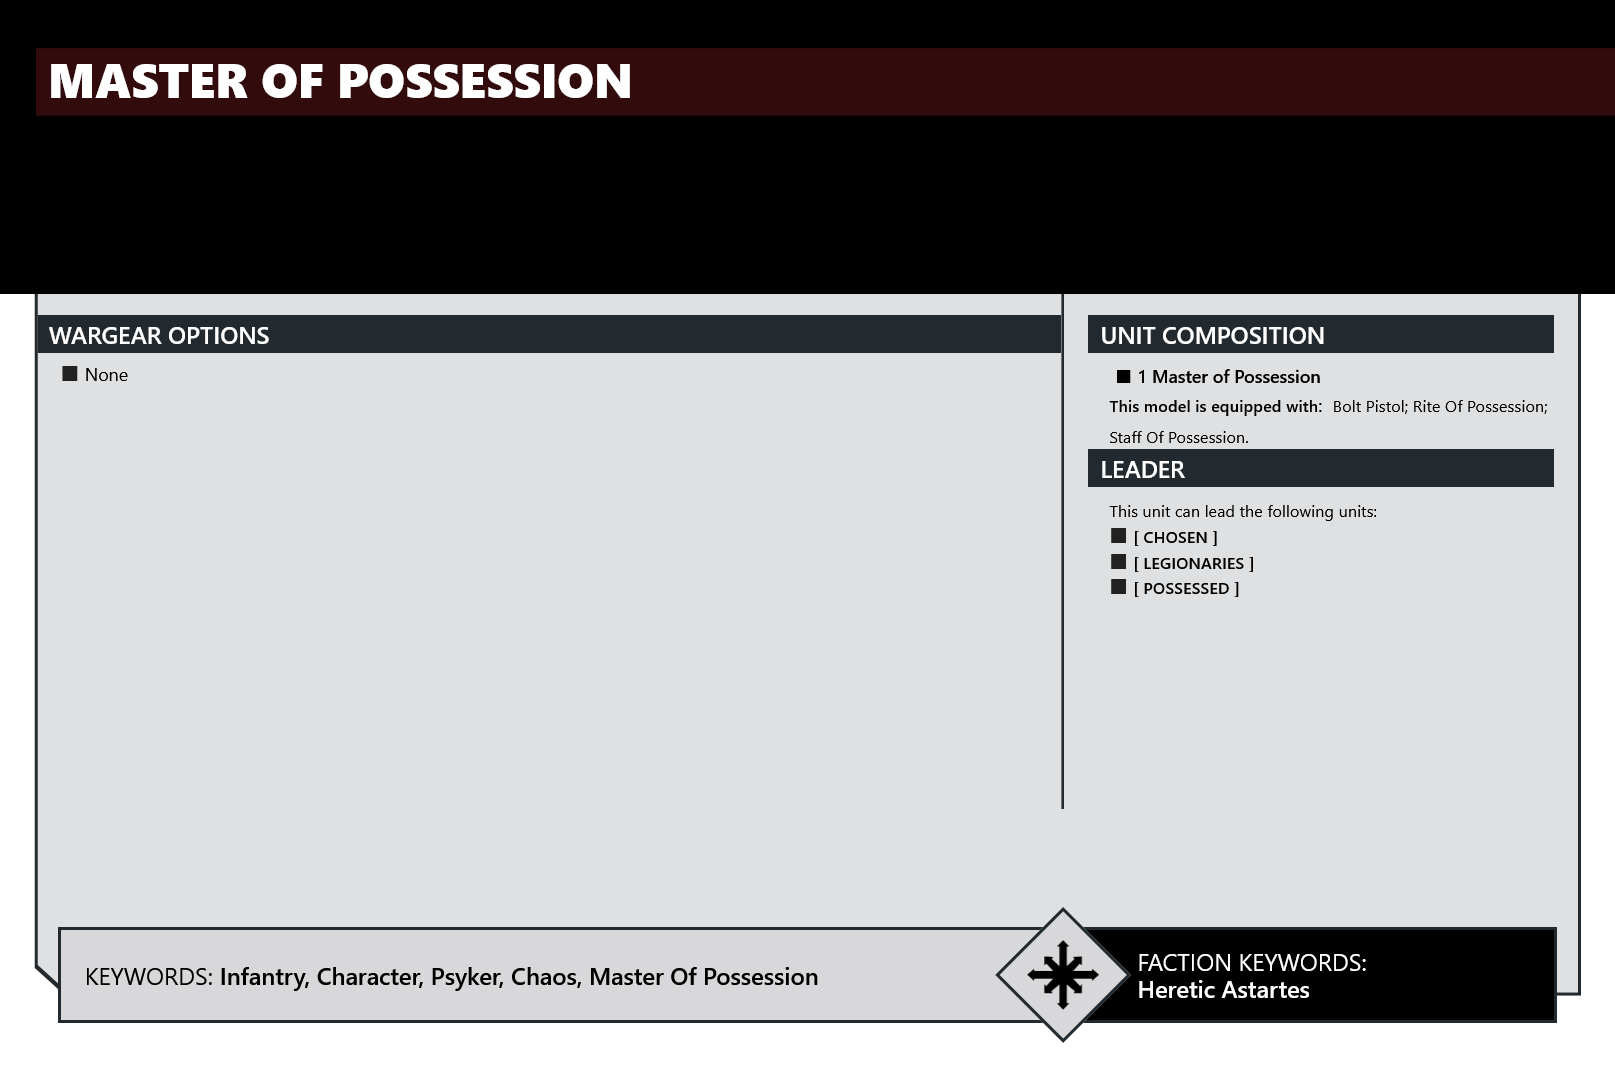 MASTER OF POSSESSION
WARGEAR OPTIONS
None
UNIT COMPOSITION
1 Master of Possession
This model is equipped with: Bolt Pistol; Rite Of Possession;
Staff Of Possession.
LEADER
This unit can lead the following units:
[ CHOSEN ]
[ LEGIONARIES ]
[ POSSESSED ]
KEYWORDS: Infantry, Character, Psyker, Chaos, Master Of Possession
FACTION KEYWORDS:
Heretic Astartes